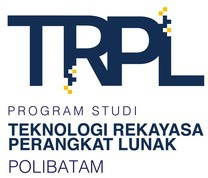 TRPL
PROGRAM STUDI
TEKNOLOGI REKAYASA
PERANGKAT LUNAK
POLIBATAM